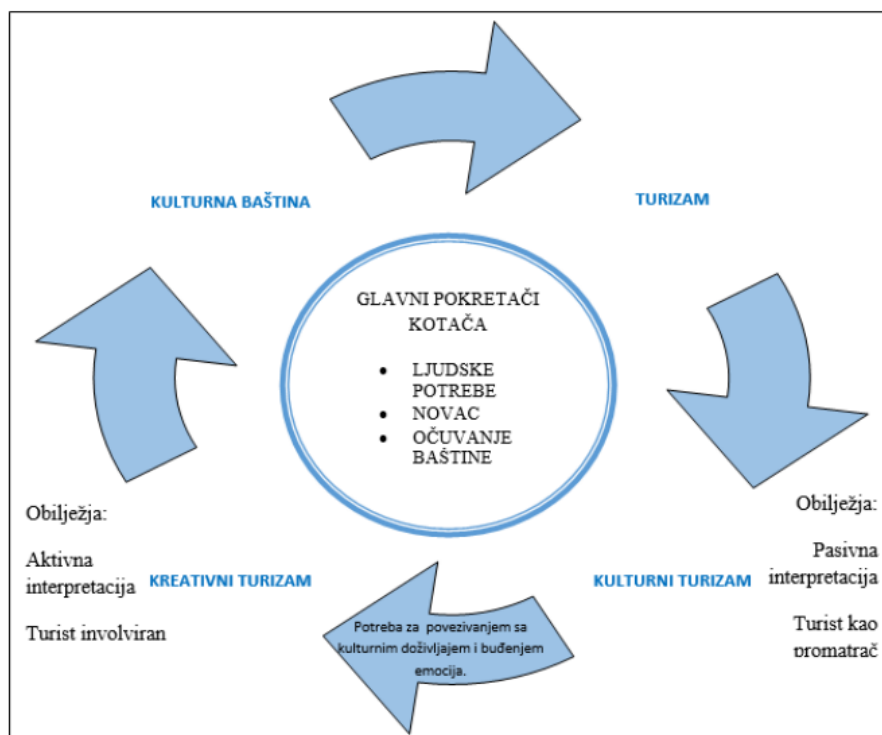 KULTURNA BAŠTINA
TURIZAM
GLAVNI POKRETAČI
KOTAČA
• LJUDSKE
POTREBE
• NOVAC
• OČUVANJE
BAŠTINE
Obilježja:
Aktivna
interpretacija
Turist involviran
KREATIVNI TURIZAM
Potreba za povezivanjem sa
kulturnim doživljajem i buđenjem
emocija.
KULTURNI TURIZAM
Obilježja:
Pasivna
interpretacija
Turist kao
promatrač